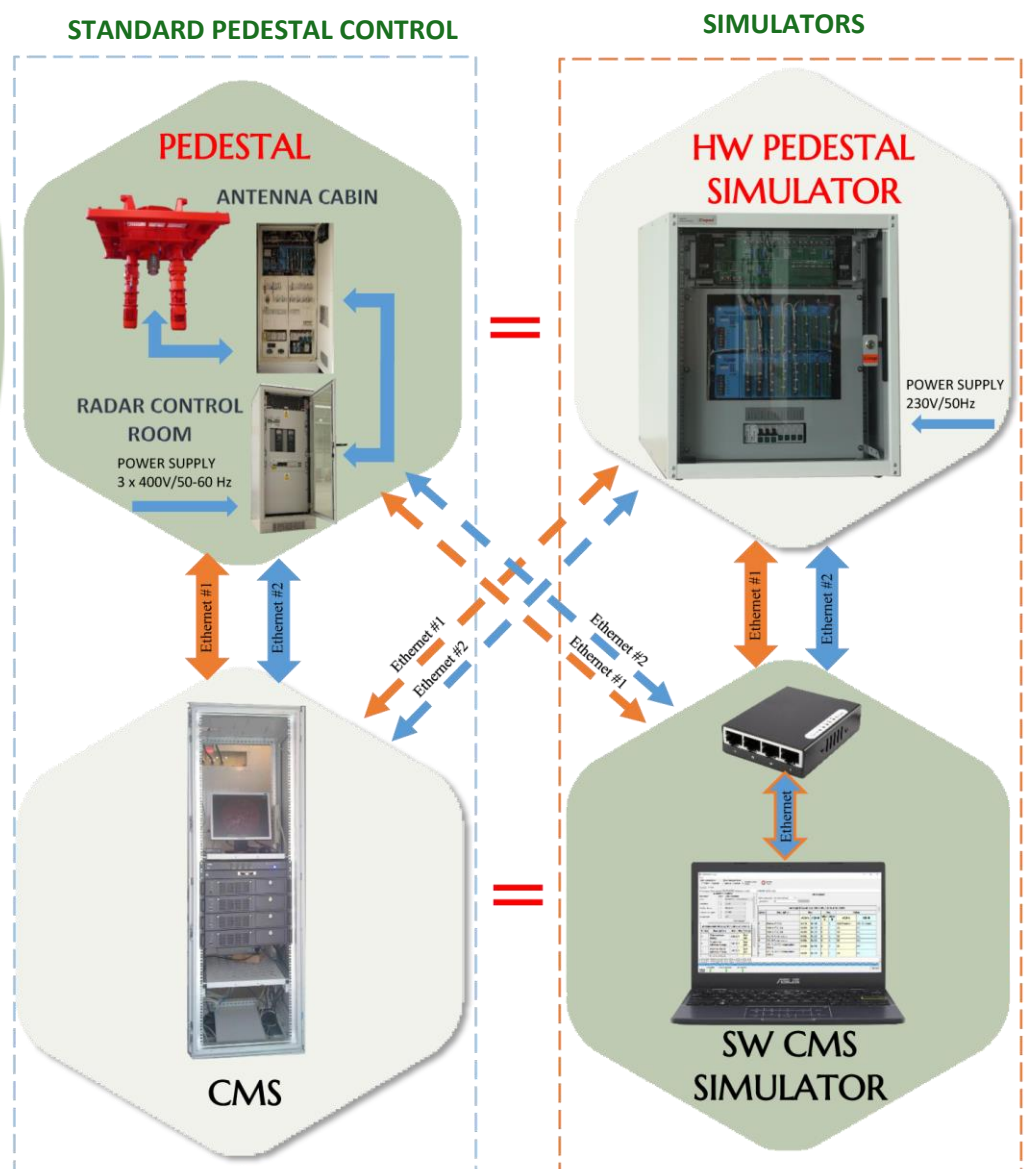 STANDARD PEDESTAL CONTROL
SIMULATORS
PEDESTAL
ANTENNA CABIN
RADAR CONTROL
ROOM
POWER SUPPLY
3 x 400V/50-60 Hz
HW PEDESTAL
SIMULATOR
POWER SUPPLY
230V/50Hz
=
Ethernet #1
Ethernet #2
Ethernet #1
Ethernet #2
Ethernet #2
Ethernet #1
Ethernet #1
Ethernet #2
Ethernet
=
ASUS
CMS
SW CMS
SIMULATOR